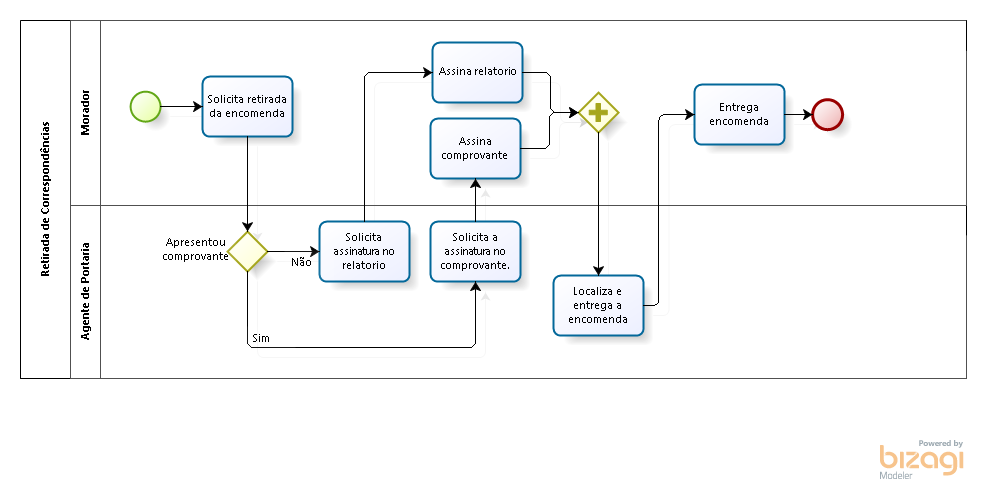 Retirada de Correspondências
Morador
Solicita retirada
da encomenda
Assina relatorio
Assina
comprovante
Entrega
encomenda
Agente de Portaria
Apresentou
comprovante
Não
Sim
Solicita
assinatura no
relatorio
Solicita a
assinatura no
comprovante.
Localiza e
entrega a
encomenda
Powered by
bizagi
Modeler